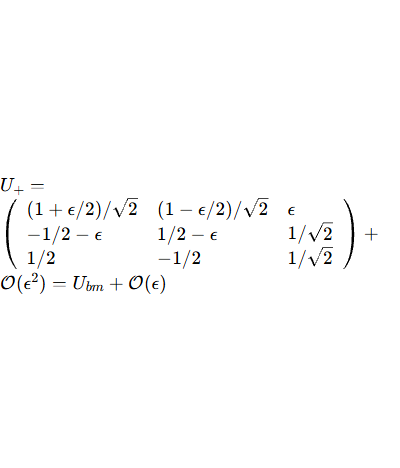 U₊ =
(1 + ϵ/2)/√2 (1 − ϵ/2)/√2 ϵ
−1/2 − ϵ 1/2 − ϵ 1/√2 +
1/2 −1/2 1/√2
𝒪(ϵ²) = U_{bm} + 𝒪(ϵ)